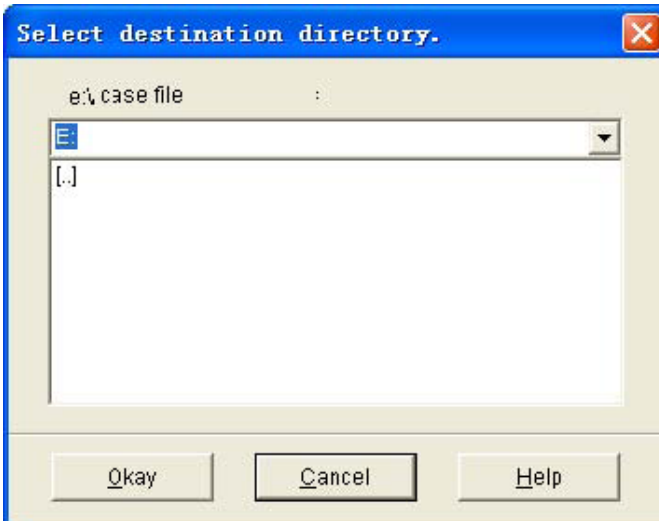 Select destination directory.
e:\ case file :
E:
[..]
Okay Cancel Help